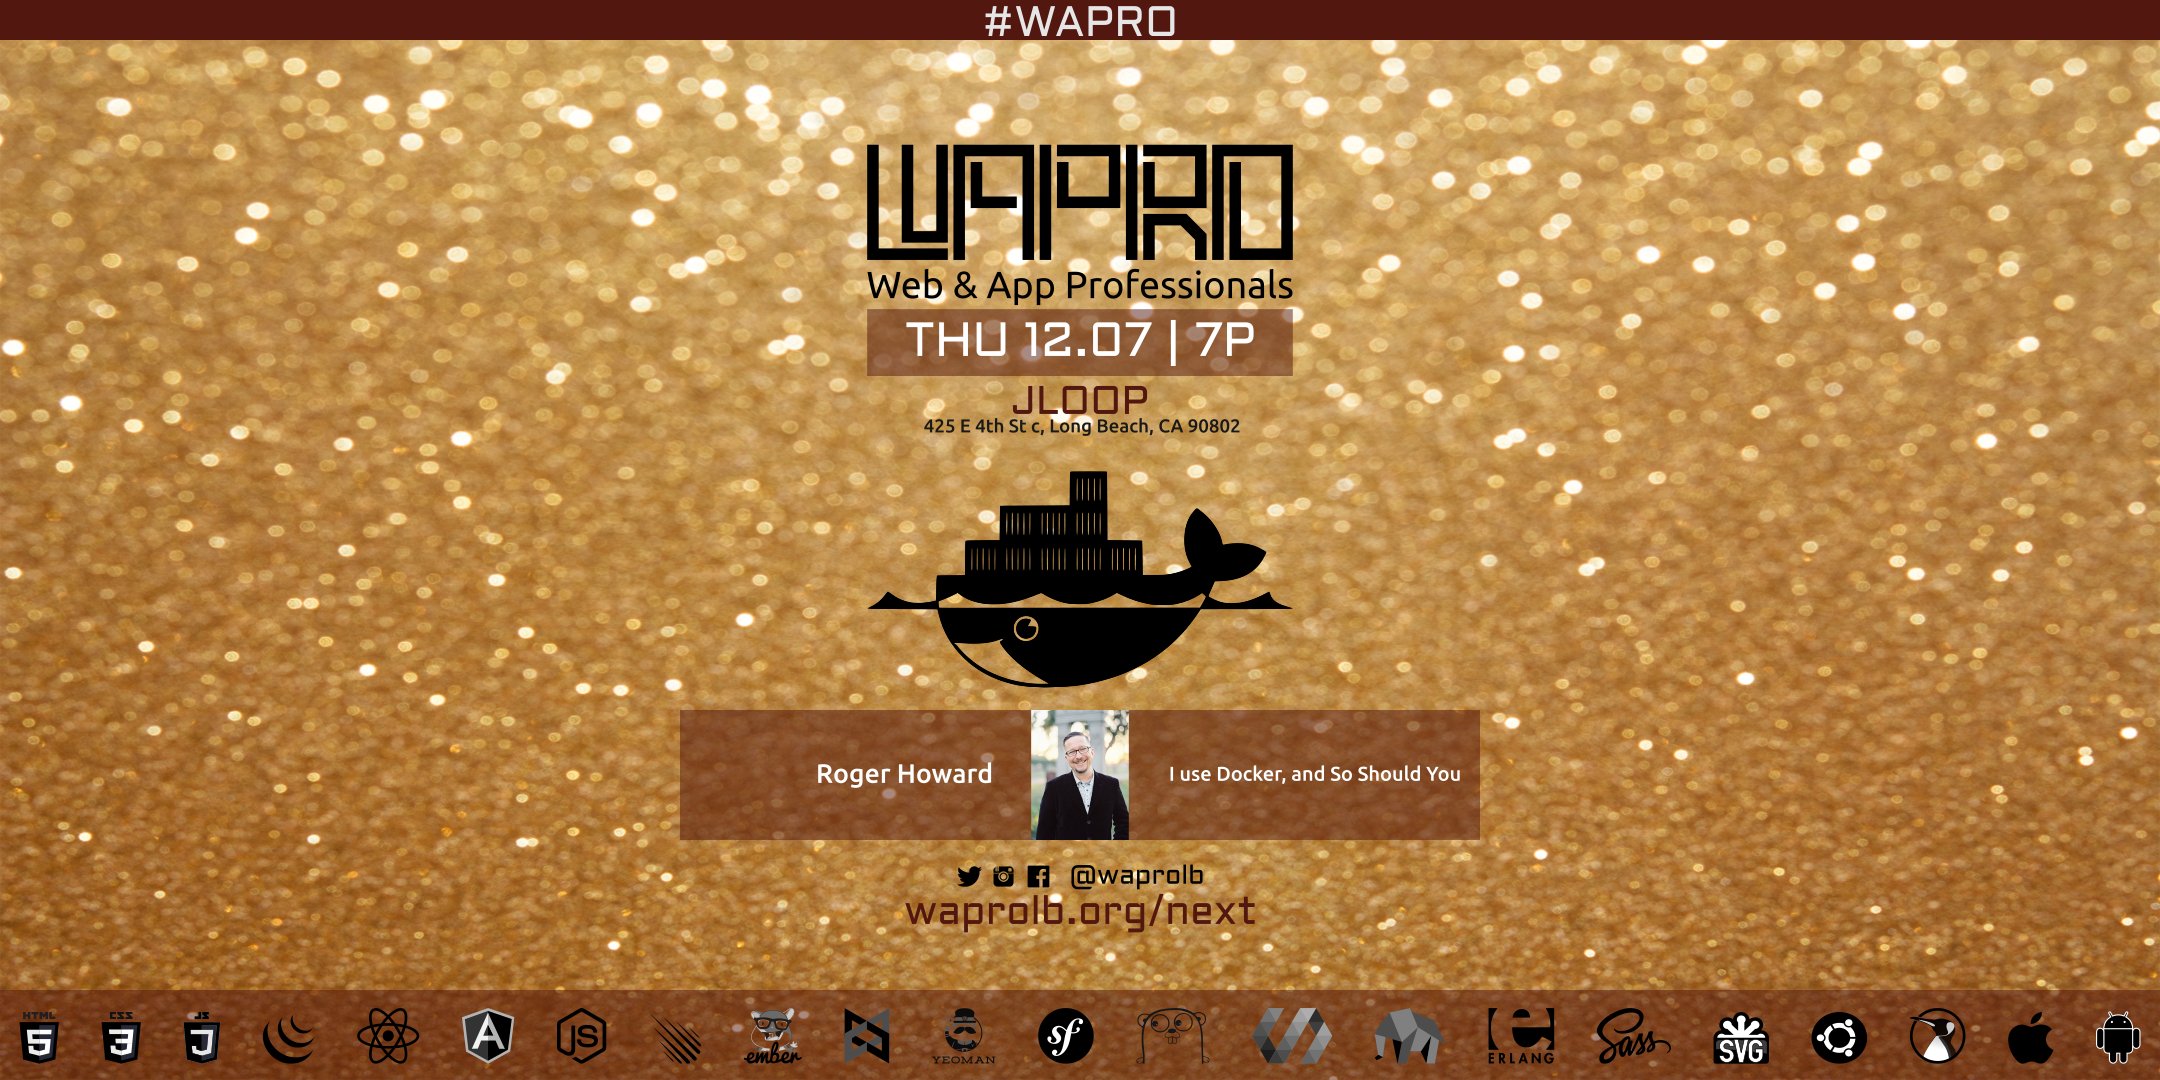 #WAPRO
WAPRO
Web & App Professionals
THU 12.07 | 7P
JLOOP
425 E 4th St c, Long Beach, CA 90802
Roger Howard
I use Docker, and So Should You
@waprolb
waprolb.org/next
HTML 5 CSS 3 JS J A JS ember YEOMAN sf e ERLANG Sass SVG